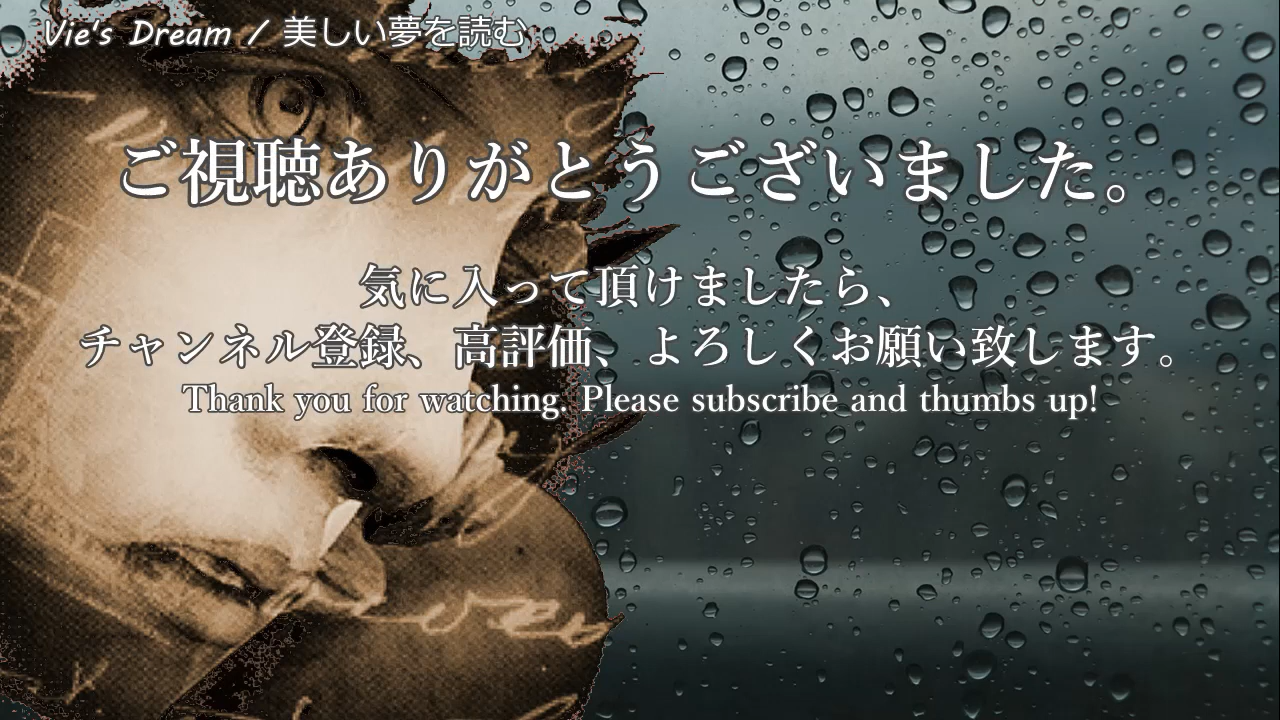 Vie's Dream / 美しい夢を読む
ご視聴ありがとうございました。
気に入って頂けましたら、
チャンネル登録、高評価、よろしくお願い致します。
Thank you for watching. Please subscribe and thumbs up!